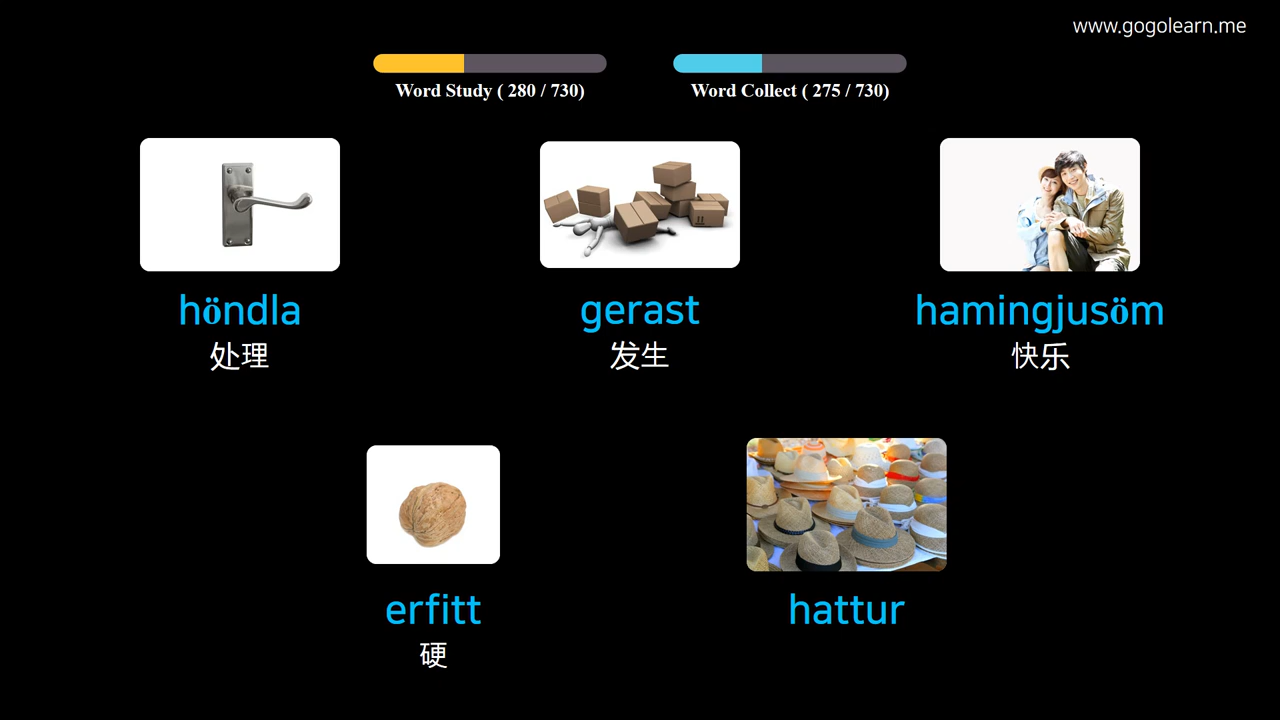 www.gogolearn.me
Word Study ( 280 / 730)
Word Collect ( 275 / 730)
höndla
处理
gerast
发生
hamingjusöm
快乐
erfitt
硬
hattur